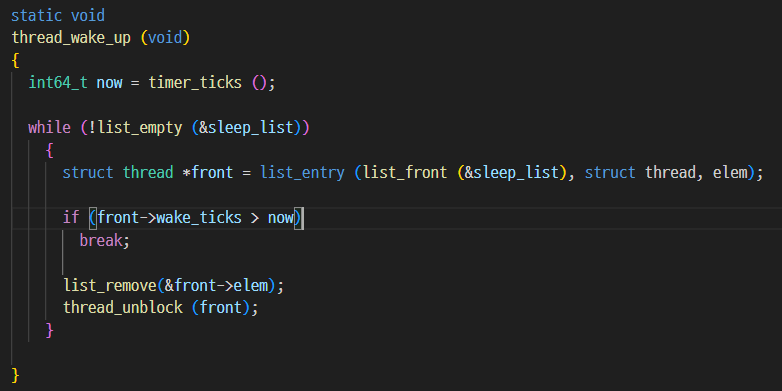 static void
thread_wake_up (void)
{
  int64_t now = timer_ticks ();

  while (!list_empty (&sleep_list))
    {
      struct thread *front = list_entry (list_front (&sleep_list), struct thread, elem);

      if (front->wake_ticks > now)
        break;

      list_remove(&front->elem);
      thread_unblock (front);
    }

}